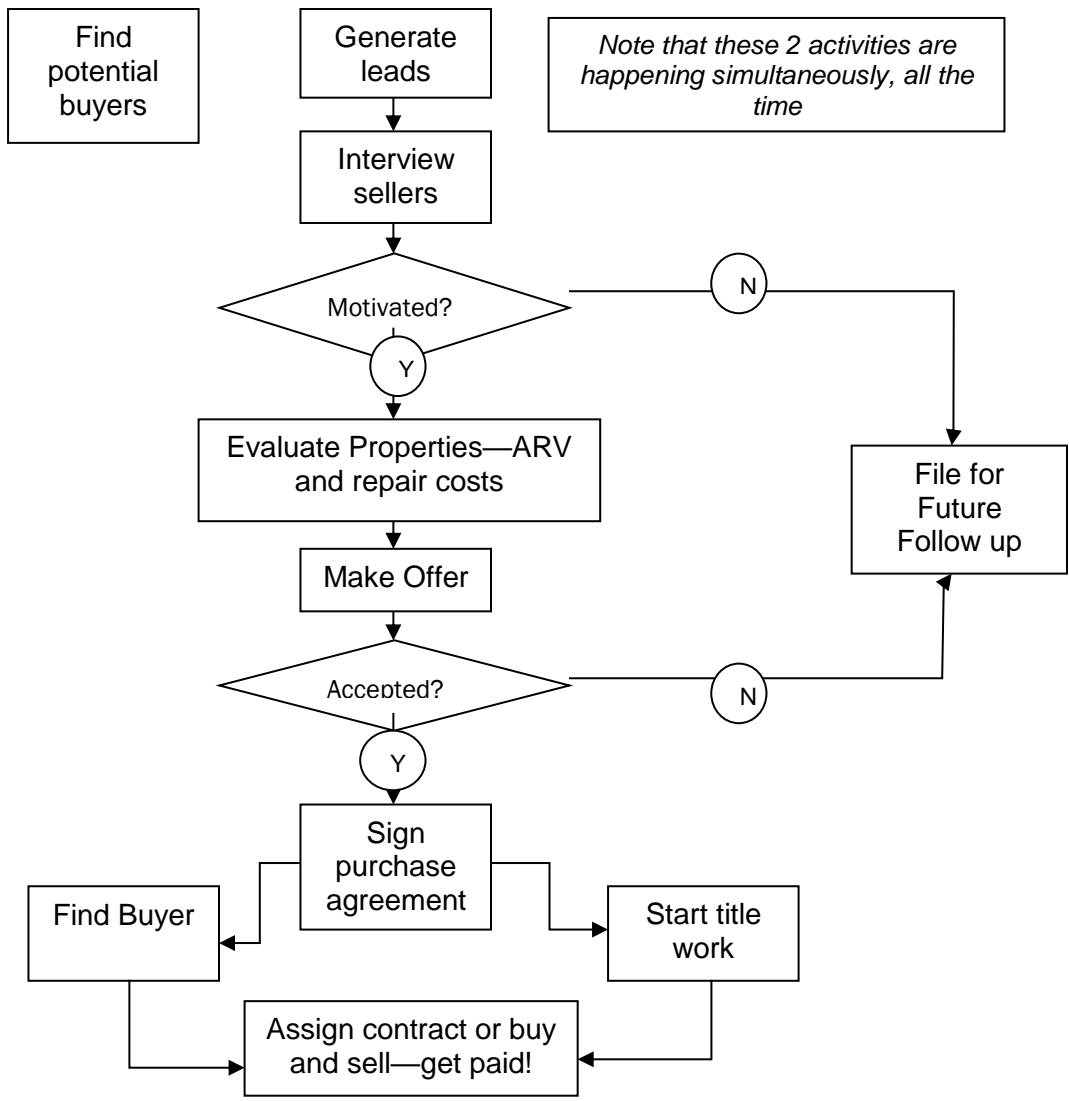 Find
potential
buyers
Generate
leads
Note that these 2 activities are
happening simultaneously, all the
time
Interview
sellers
Motivated?
N
Y
Evaluate Properties—ARV
and repair costs
File for
Future
Follow up
Make Offer
Accepted?
N
Y
Sign
purchase
agreement
Find Buyer
Start title
work
Assign contract or buy
and sell—get paid!